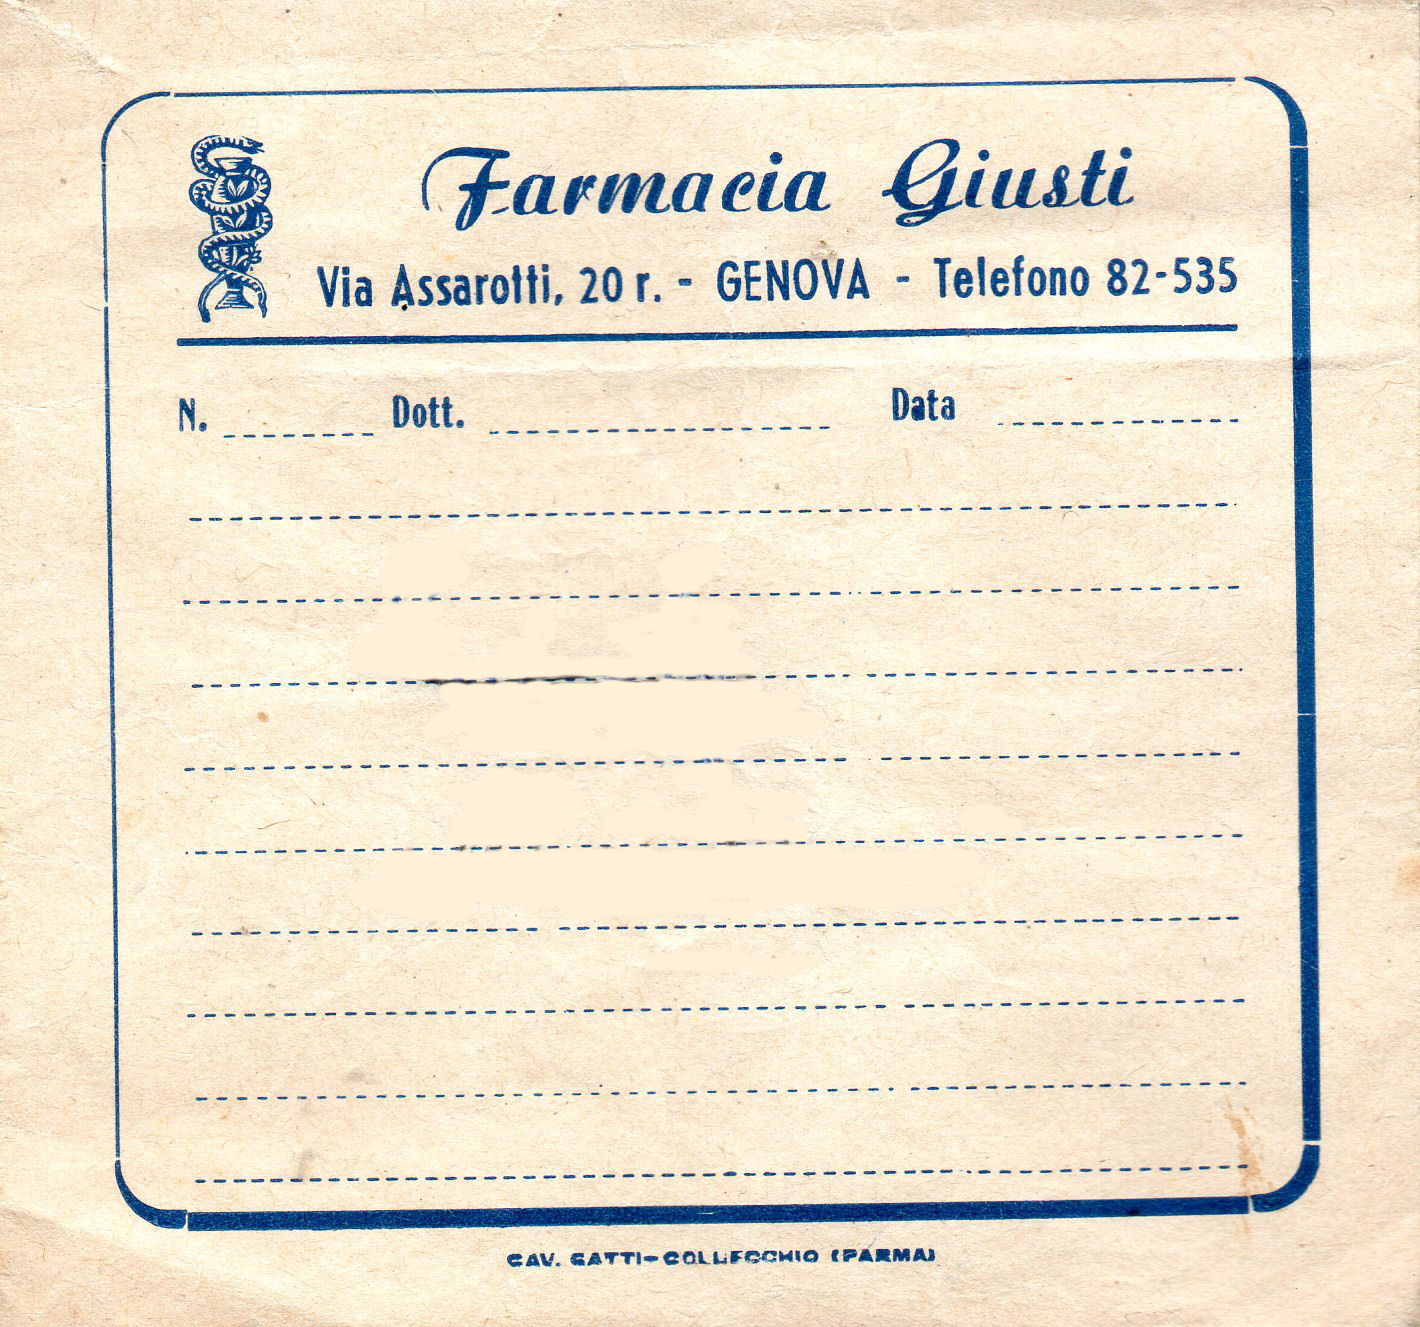 Farmacia Giusti
Via Assarotti, 20 r. - GENOVA - Telefono 82-535
N. Dott. Data
CAV. GATTI-COLLECCHIO (PARMA)